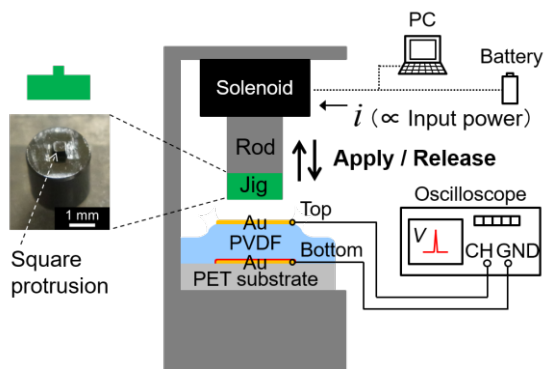 PC
Battery
Solenoid
i (∝ Input power)
Rod
Apply / Release
Jig
1 mm
Square
protrusion
Au
Top
PVDF
Au
Bottom
PET substrate
Oscilloscope
V
CH GND